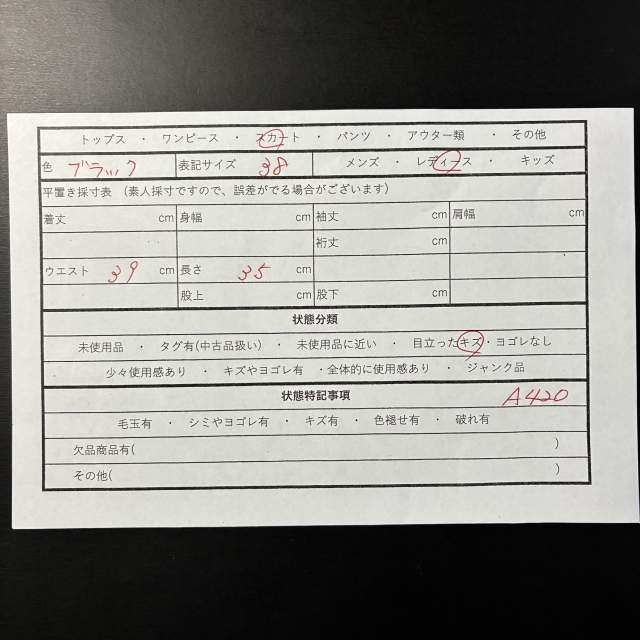 トップス ・ ワンピース ・ スカート ・ パンツ ・ アウター類 ・ その他
色 ブラック 表記サイズ 38 メンズ ・ レディース ・ キッズ
平置き採寸表 (素人採寸ですので、誤差がでる場合がございます)
着丈 cm 身幅 cm 袖丈 cm 肩幅 cm
裄丈 cm
ウエスト 39 cm 長さ 35 cm
股上 cm 股下 cm
状態分類
未使用品 ・ タグ有(中古品扱い) ・ 未使用品に近い ・ 目立ったキズ・ヨゴレなし
少々使用感あり ・ キズやヨゴレ有 ・全体的に使用感あり ・ ジャンク品
状態特記事項 A420
毛玉有 ・ シミやヨゴレ有 ・ キズ有 ・ 色褪せ有 ・ 破れ有
欠品商品有( )
その他( )